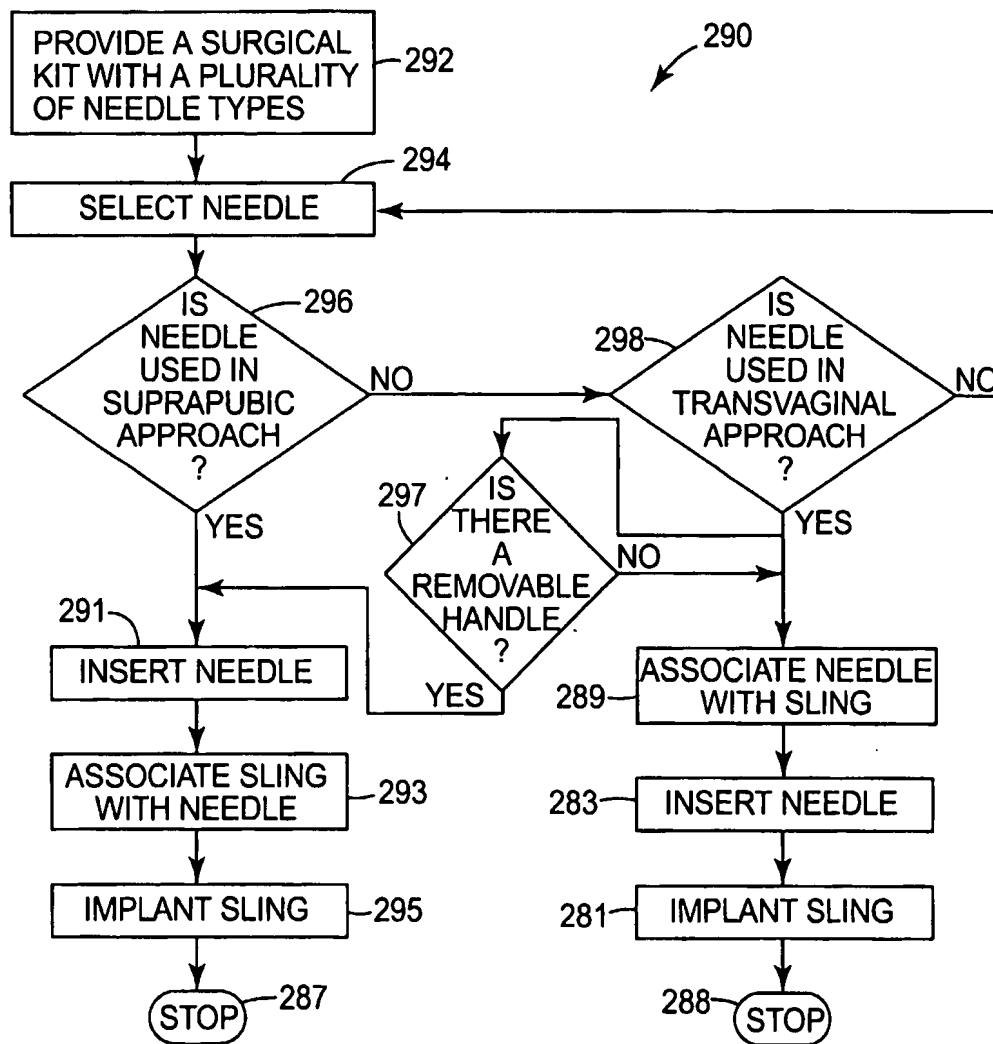 PROVIDE A SURGICAL
KIT WITH A PLURALITY
OF NEEDLE TYPES
292
290
294
SELECT NEEDLE
IS
NEEDLE
USED IN
SUPRAPUBIC
APPROACH
?
296
NO
YES
298
IS
NEEDLE
USED IN
TRANSVAGINAL
APPROACH
?
NO
YES
297
IS
THERE
A
REMOVABLE
HANDLE
?
NO
YES
291
INSERT NEEDLE
ASSOCIATE SLING
WITH NEEDLE
293
IMPLANT SLING
295
STOP
287
289
ASSOCIATE NEEDLE
WITH SLING
283
INSERT NEEDLE
281
IMPLANT SLING
288
STOP